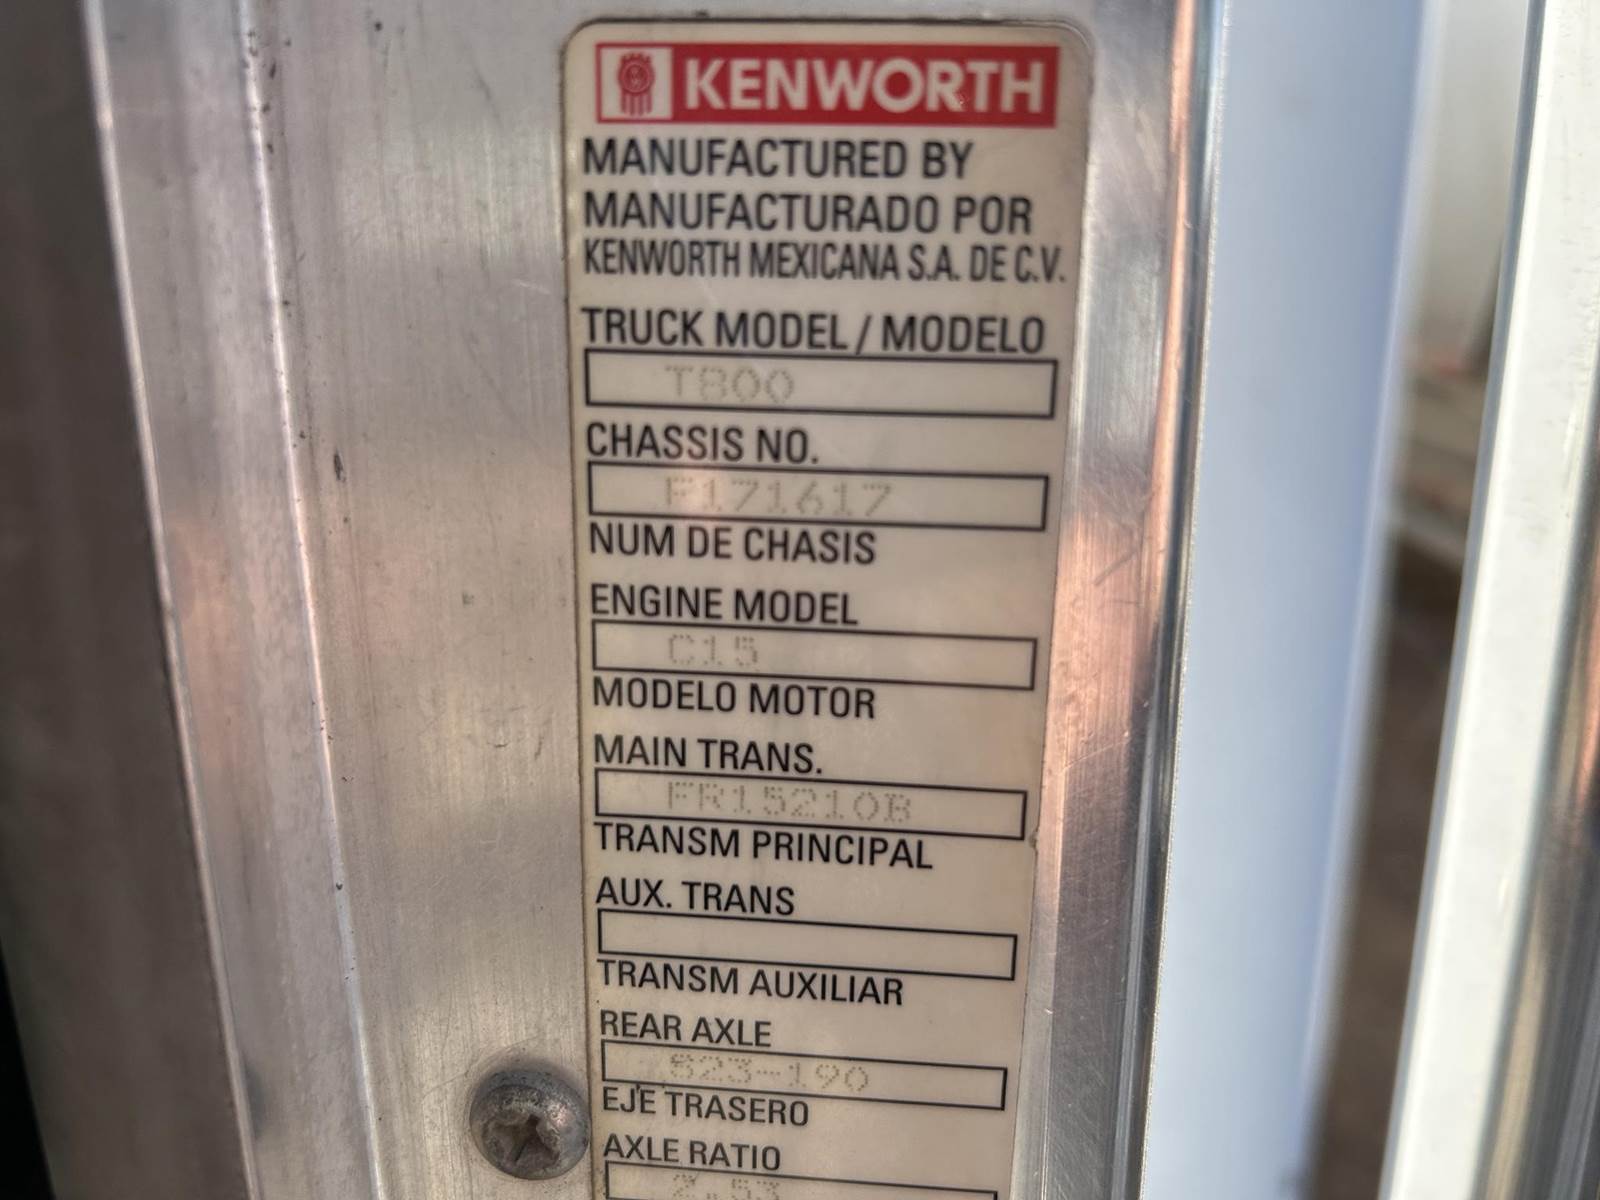 KENWORTH
MANUFACTURED BY
MANUFACTURADO POR
KENWORTH MEXICANA S.A. DE C.V.
TRUCK MODEL / MODELO
T800
CHASSIS NO.
F171617
NUM DE CHASIS
ENGINE MODEL
C15
MODELO MOTOR
MAIN TRANS.
FR15210B
TRANSM PRINCIPAL
AUX. TRANS
TRANSM AUXILIAR
REAR AXLE
S23-190
EJE TRASERO
AXLE RATIO